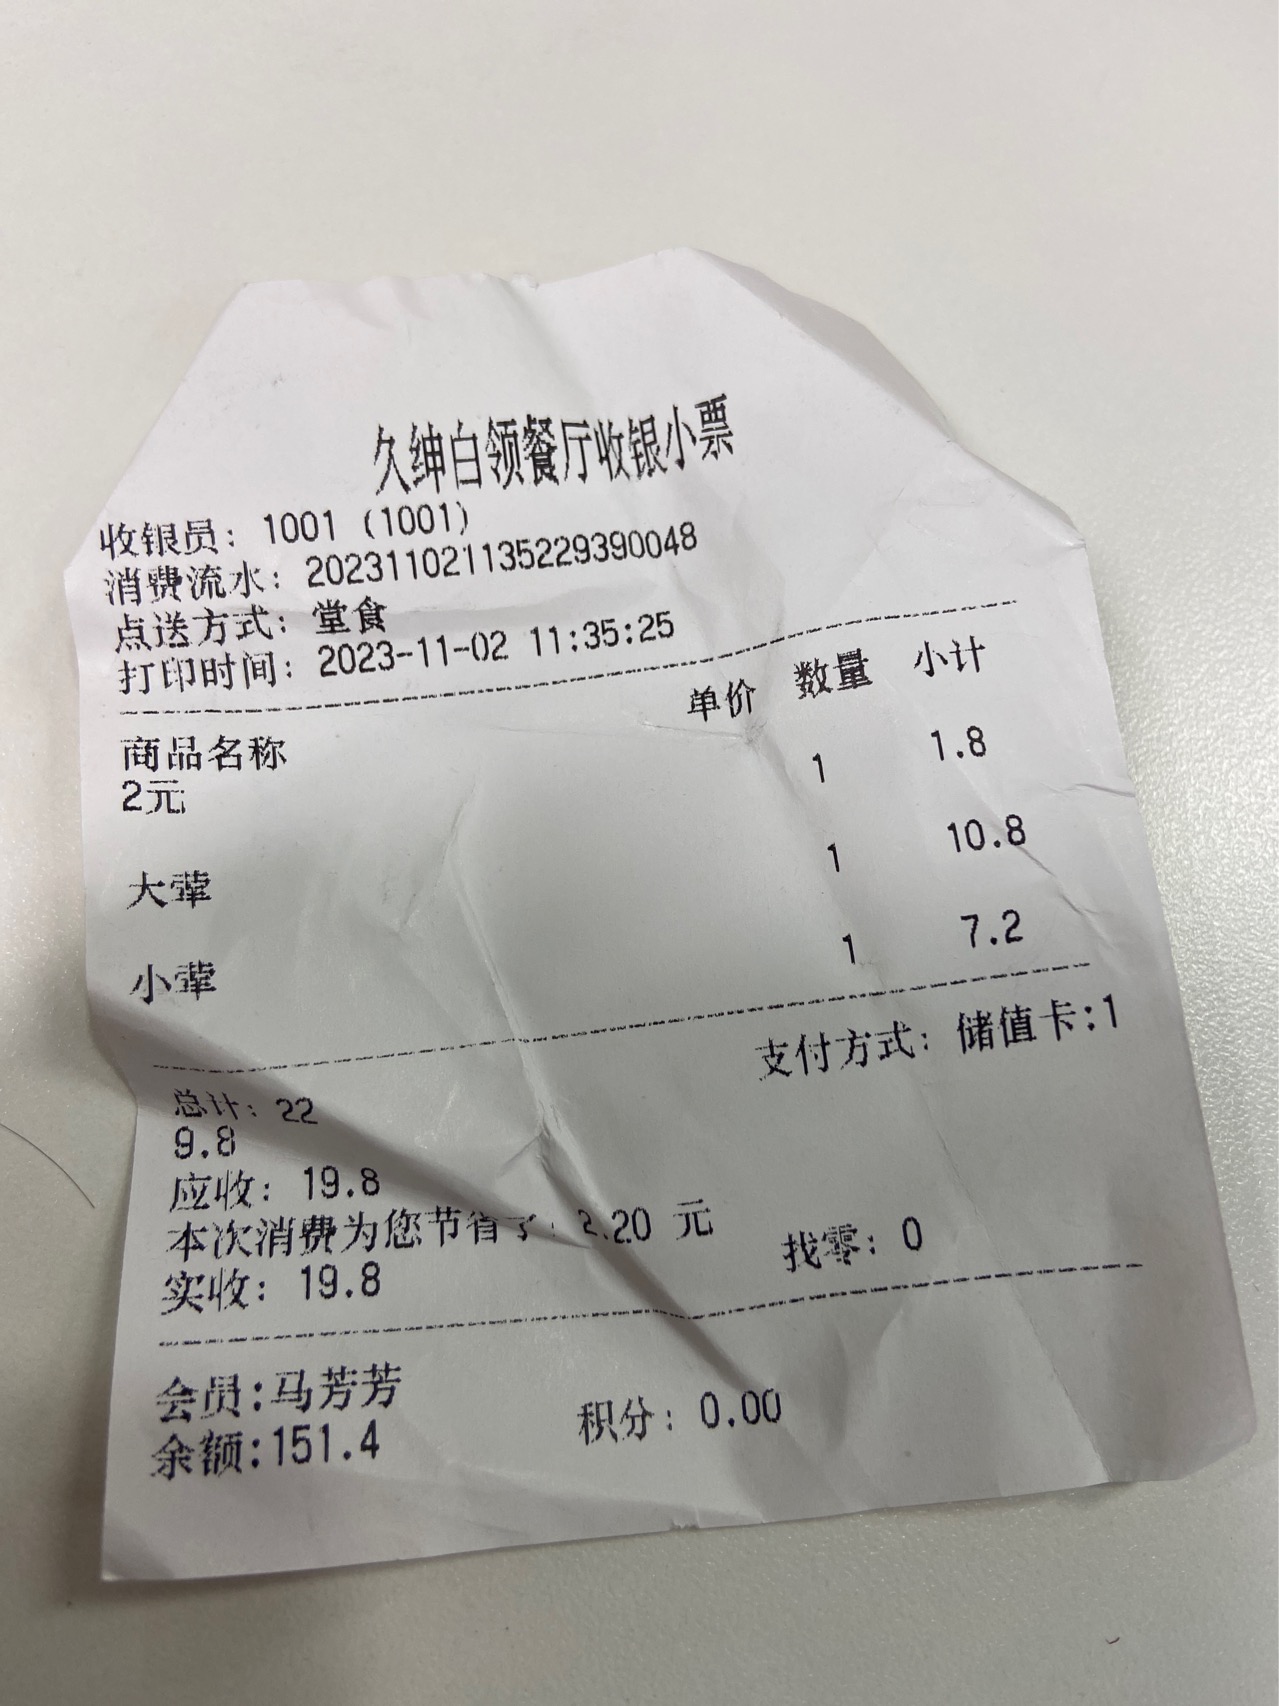 久绅白领餐厅收银小票
收银员: 1001 (1001)
消费流水: 2023110211352293​90048
点送方式: 堂食
打印时间: 2023-11-02 11:35:25
商品名称 单价 数量 小计
2元 1 1.8
大荤 1 10.8
小荤 1 7.2
总计: 22 支付方式: 储值卡:1
9.8
应收: 19.8
本次消费为您节省了: 2.20 元
实收: 19.8 找零: 0
会员:马芳芳
余额:151.4 积分: 0.00